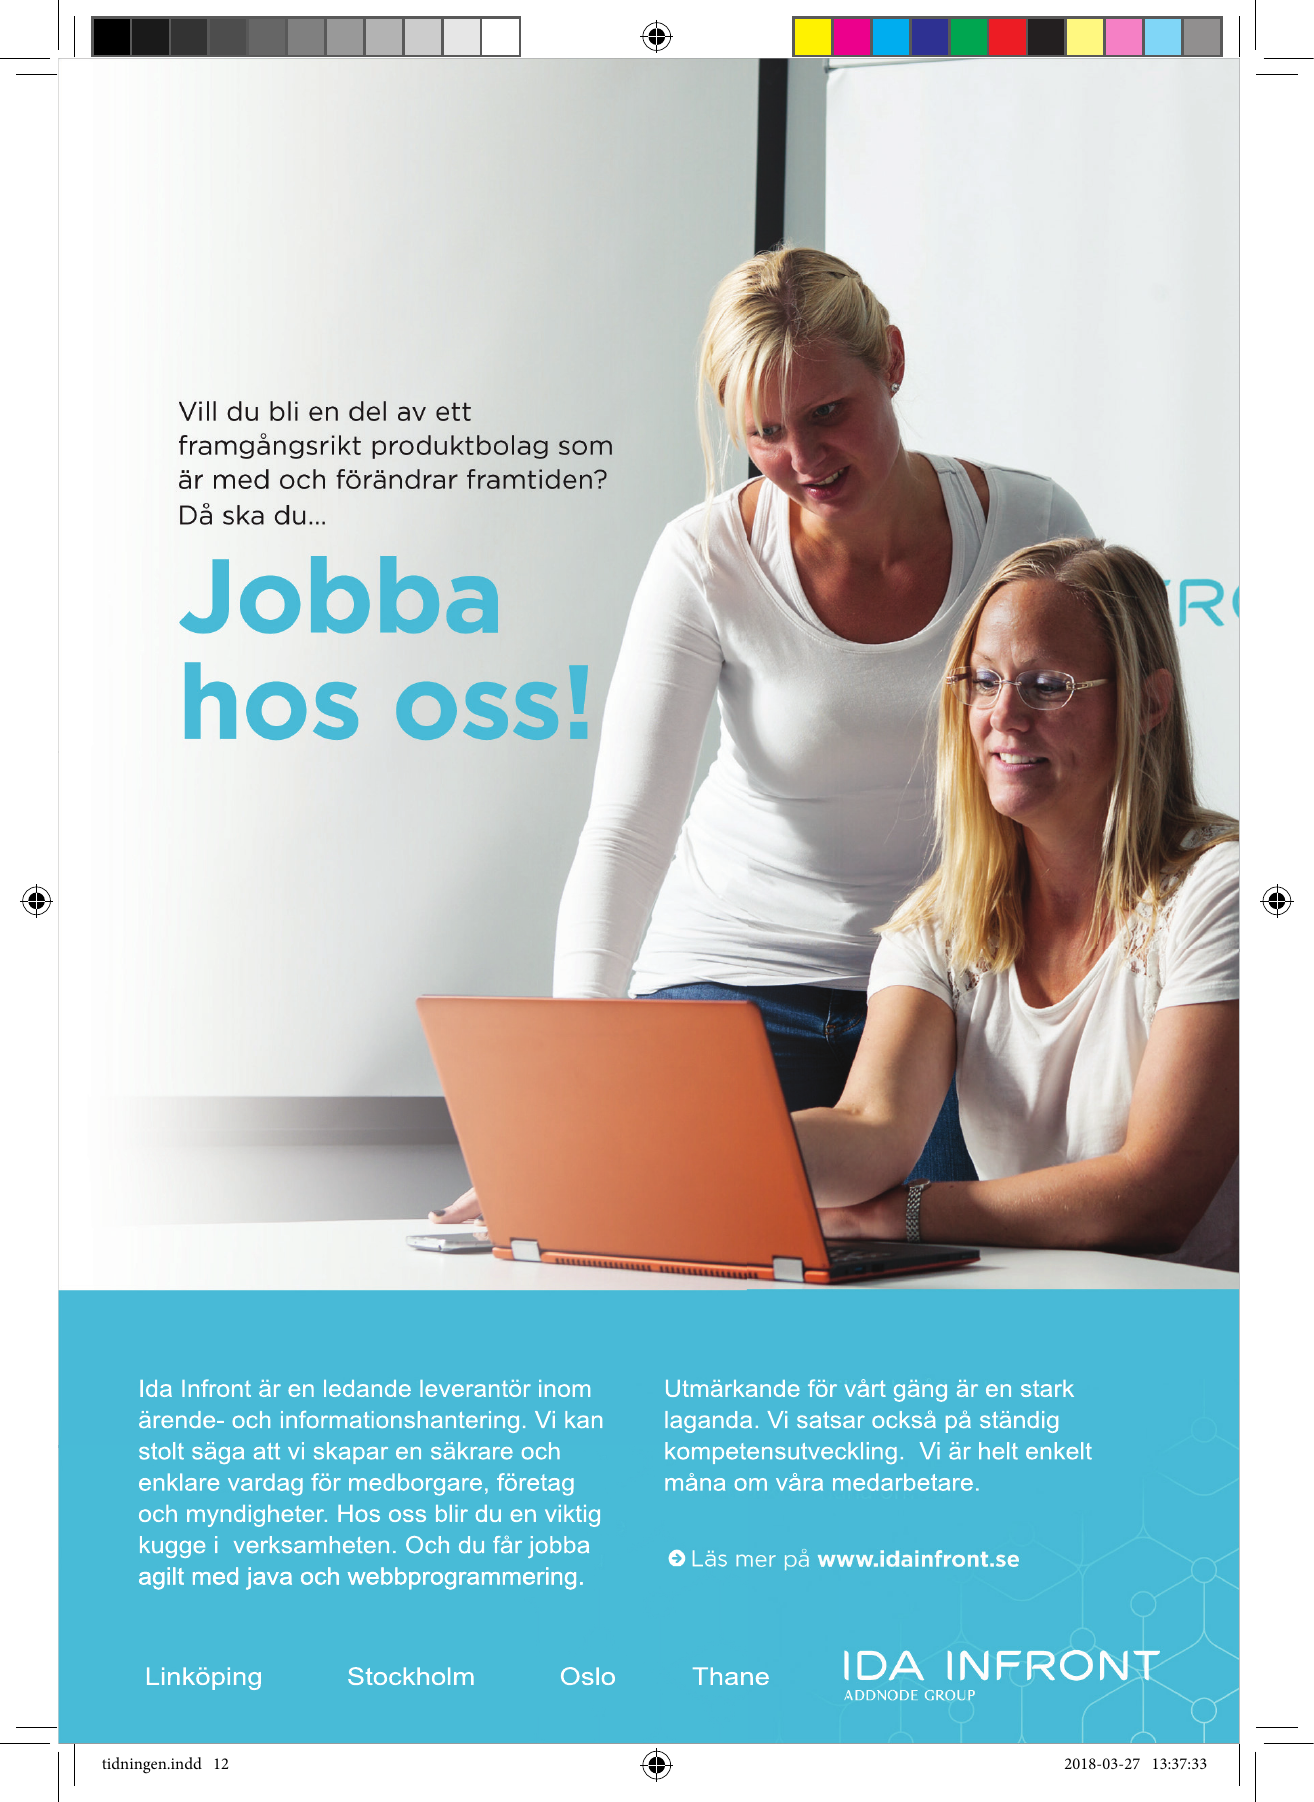 Vill du bli en del av ett
framgångsrikt produktbolag som
är med och förändrar framtiden?
Då ska du...
Jobba
hos oss!
Ida Infront är en ledande leverantör inom
ärende- och informationshantering. Vi kan
stolt säga att vi skapar en säkrare och
enklare vardag för medborgare, företag
och myndigheter. Hos oss blir du en viktig
kugge i  verksamheten. Och du får jobba
agilt med java och webbprogrammering.
Utmärkande för vårt gäng är en stark
laganda. Vi satsar också på ständig
kompetensutveckling.  Vi är helt enkelt
måna om våra medarbetare.
Läs mer på www.idainfront.se
Linköping Stockholm Oslo Thane
IDA INFRONT
ADDNODE GROUP
tidningen.indd   12
2018-03-27   13:37:33